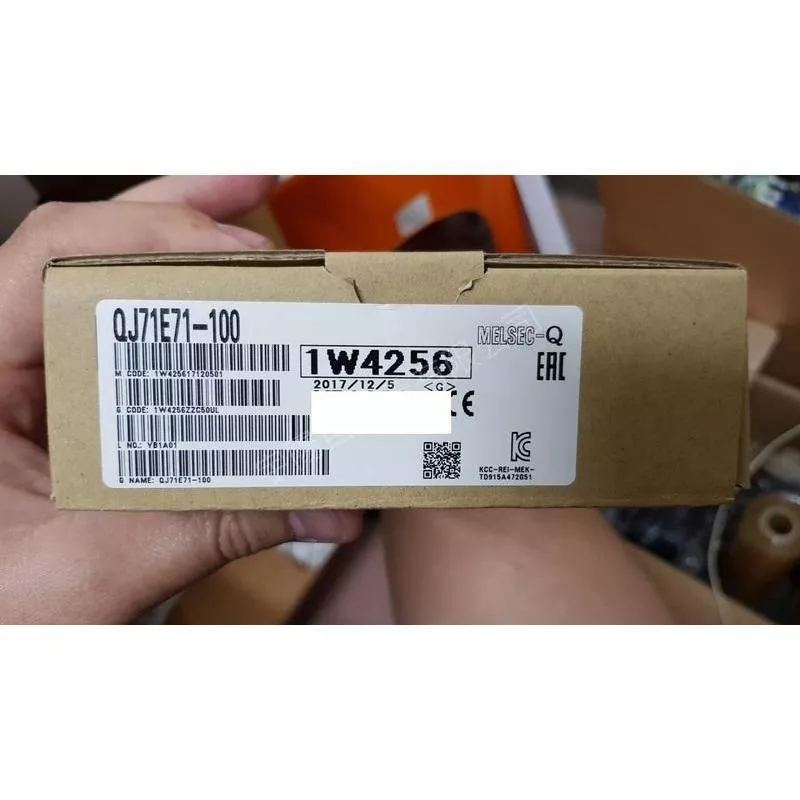 QJ71E71-100
MELSEC-Q
M CODE: 1W425617120501
1W4256
2017/12/5 <G>
EAC
G CODE: 1W4256ZZC50UL
CE
L NO.: YB1A01
G NAME: QJ71E71-100
KCC-REI-MEK-
TD915A472G51